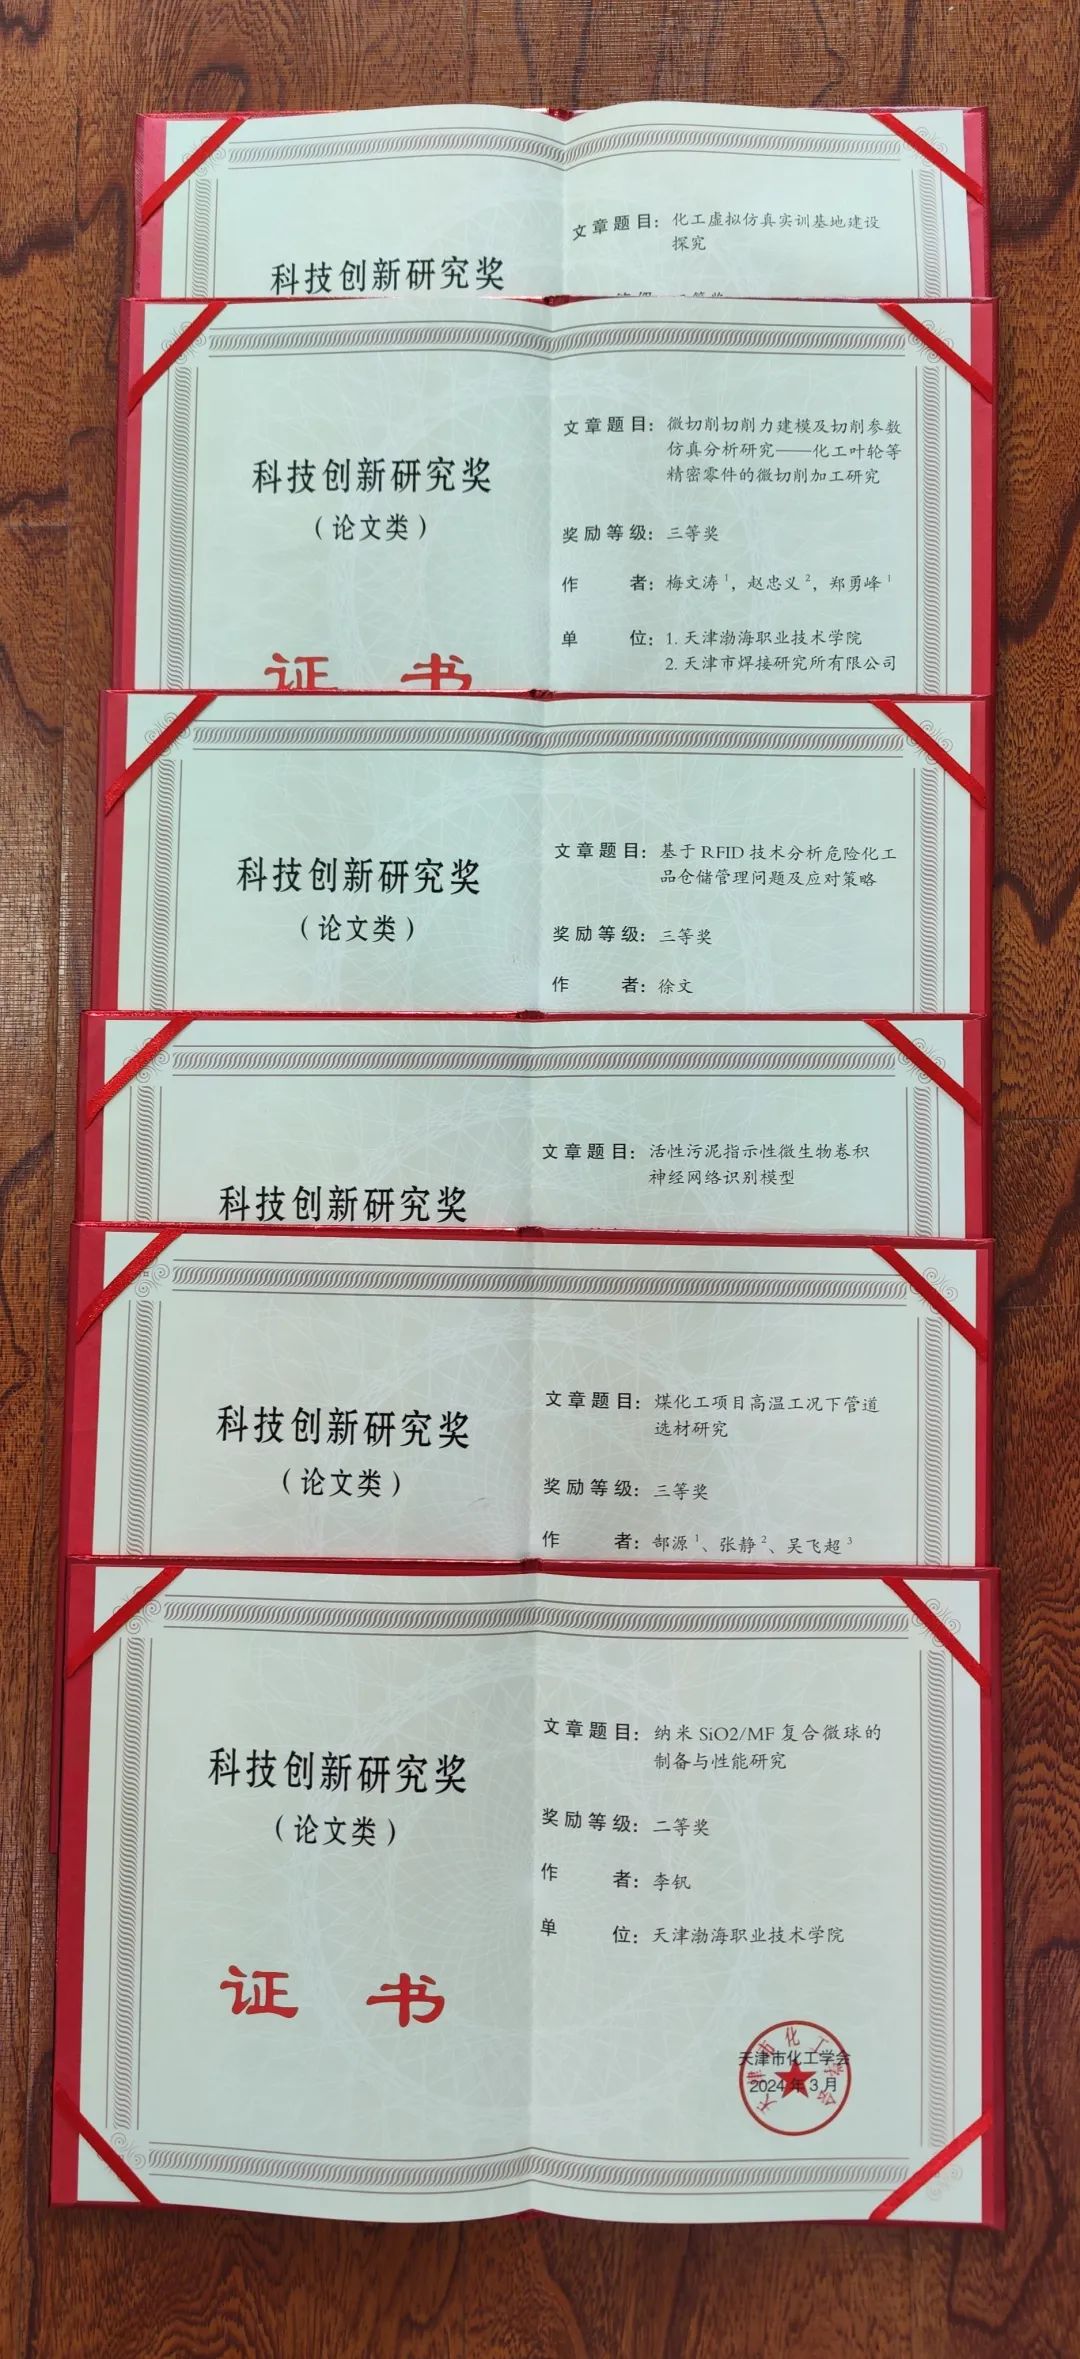 文章题目：化工虚拟仿真实训基地建设
探究
科技创新研究奖
文章题目：微切削切削力建模及切削参数
仿真分析研究——化工叶轮等
精密零件的微切削加工研究
科技创新研究奖
（论文类）
奖励等级：三等奖
作者：梅文涛1，赵忠义2，郑勇峰1
单位：1. 天津渤海职业技术学院
2. 天津市焊接研究所有限公司
证书
文章题目：基于RFID技术分析危险化工
品仓储管理问题及应对策略
科技创新研究奖
（论文类）
奖励等级：三等奖
作者：徐文
文章题目：活性污泥指示性微生物卷积
神经网络识别模型
科技创新研究奖
文章题目：煤化工项目高温工况下管道
选材研究
科技创新研究奖
（论文类）
奖励等级：三等奖
作者：郜源1、张静2、吴飞超3
文章题目：纳米SiO2/MF复合微球的
制备与性能研究
科技创新研究奖
（论文类）
奖励等级：二等奖
作者：李钒
单位：天津渤海职业技术学院
证书
天津市化工学会
天津市化工学会
2024年3月